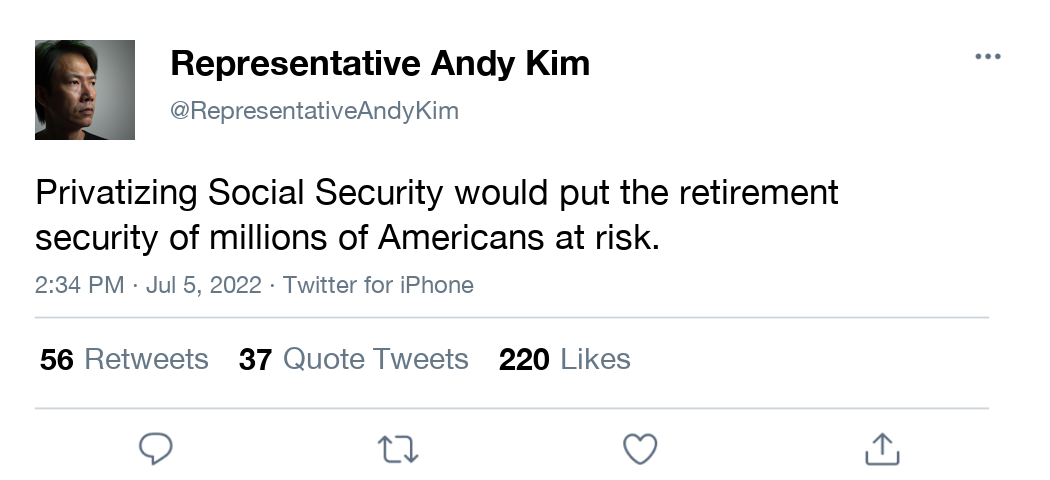 Representative Andy Kim
@RepresentativeAndyKim
Privatizing Social Security would put the retirement
security of millions of Americans at risk.
2:34 PM · Jul 5, 2022 · Twitter for iPhone
56 Retweets 37 Quote Tweets 220 Likes